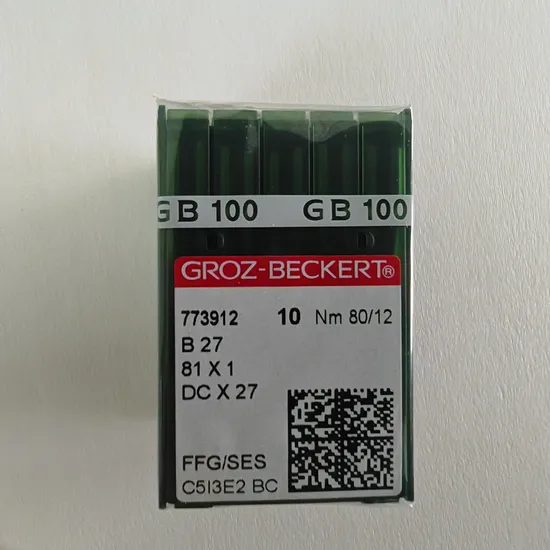 GB 100 GB 100
GROZ-BECKERT®
773912 10 Nm 80/12
B 27
81 X 1
DC X 27
FFG/SES
C5I3E2 BC